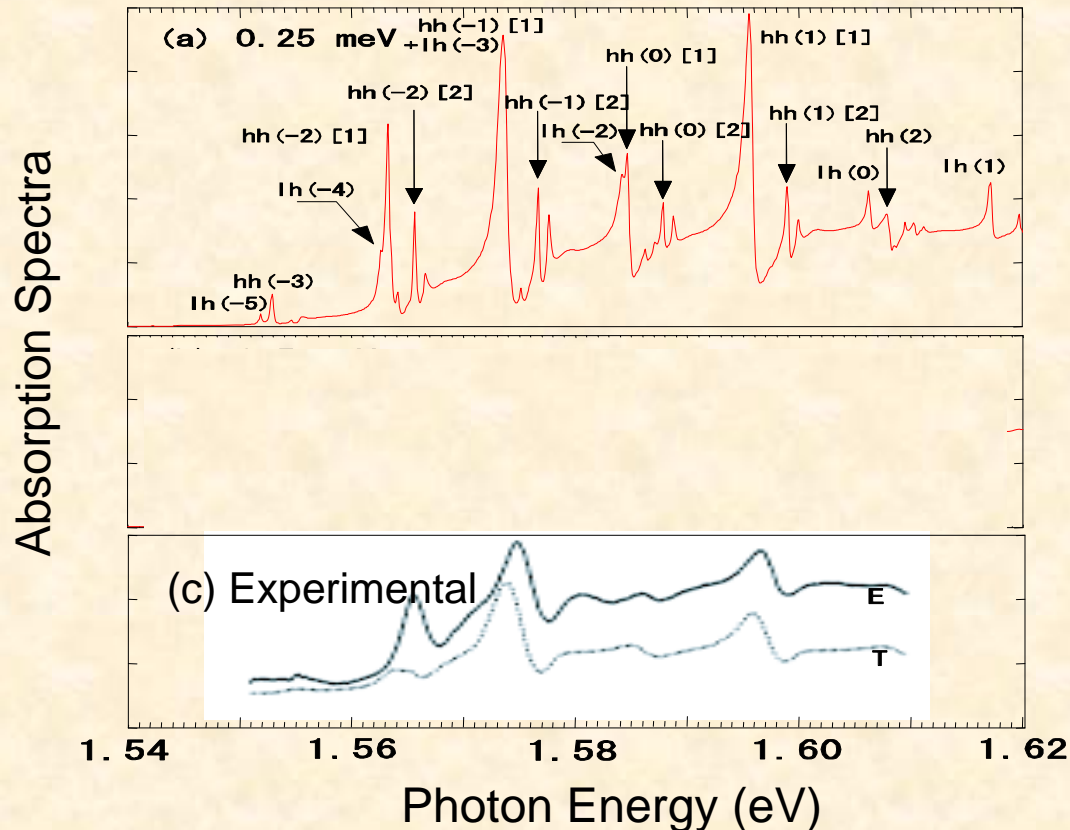 (a) 0.25 meV
hh(−1)[1]
+lh(−3)
hh(1)[1]
hh(0)[1]
hh(−2)[2]
hh(−1)[2]
hh(1)[2]
hh(−2)[1]
lh(−2)
hh(0)[2]
hh(2)
lh(0)
lh(1)
lh(−4)
hh(−3)
lh(−5)
Absorption Spectra
(c) Experimental
E
T
1.54 1.56 1.58 1.60 1.62
Photon Energy (eV)